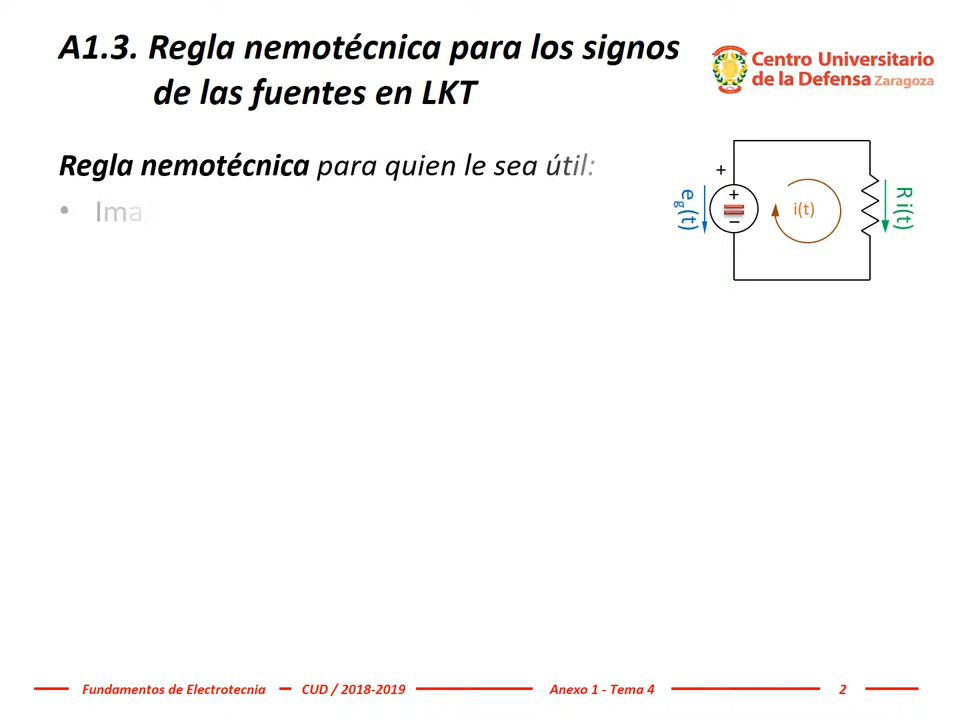 A1.3. Regla nemotécnica para los signos
de las fuentes en LKT
Centro Universitario
de la Defensa Zaragoza
Regla nemotécnica para quien le sea útil:
+
+
−
e_g(t)
i(t)
R i(t)
Fundamentos de Electrotecnia
CUD / 2018-2019
Anexo 1 - Tema 4
2